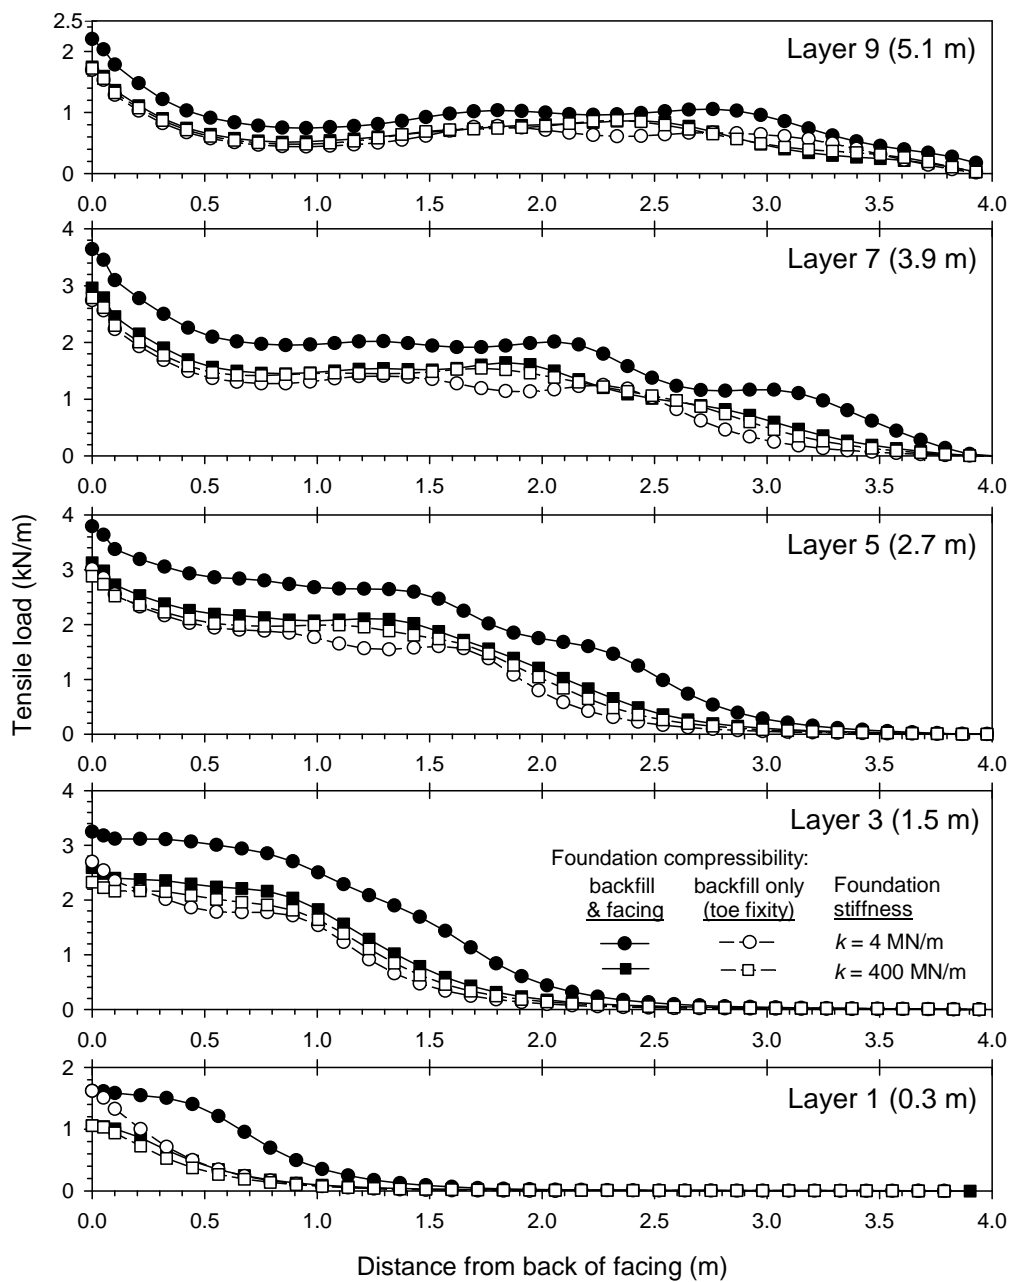 2.5
2
1
0
Layer 9 (5.1 m)
0.0 0.5 1.0 1.5 2.0 2.5 3.0 3.5 4.0
4
3
2
1
0
Layer 7 (3.9 m)
0.0 0.5 1.0 1.5 2.0 2.5 3.0 3.5 4.0
Tensile load (kN/m)
4
3
2
1
0
Layer 5 (2.7 m)
0.0 0.5 1.0 1.5 2.0 2.5 3.0 3.5 4.0
4
3
2
1
0
Layer 3 (1.5 m)
Foundation compressibility:
backfill backfill only Foundation
& facing (toe fixity) stiffness
k = 4 MN/m
k = 400 MN/m
0.0 0.5 1.0 1.5 2.0 2.5 3.0 3.5 4.0
2
1
0
Layer 1 (0.3 m)
0.0 0.5 1.0 1.5 2.0 2.5 3.0 3.5 4.0
Distance from back of facing (m)